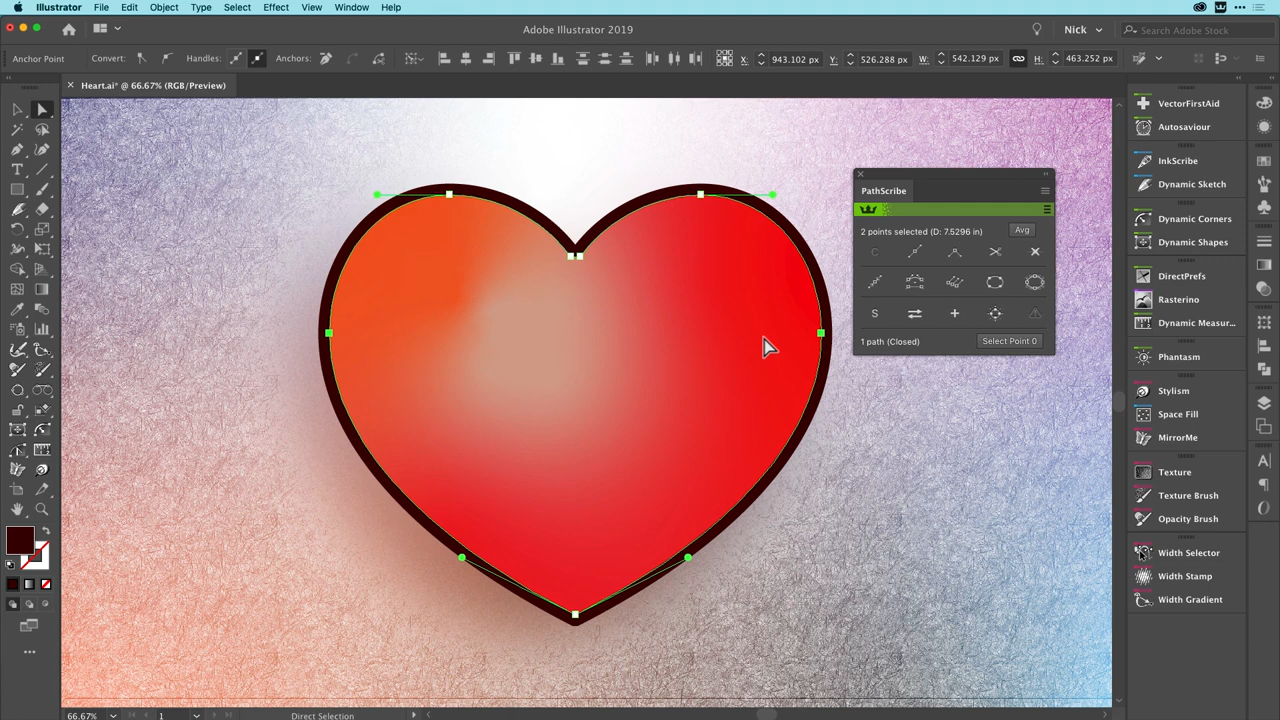 Illustrator File Edit Object Type Select Effect View Window Help
Adobe Illustrator 2019
Nick
Search Adobe Stock
Anchor Point Convert: Handles: Anchors: X: 943.102 px Y: 526.288 px W: 542.129 px H: 463.252 px
× Heart.ai* @ 66.67% (RGB/Preview)
PathScribe
2 points selected (D: 7.5296 in) Avg
C
S
1 path (Closed) Select Point 0
VectorFirstAid
Autosaviour
InkScribe
Dynamic Sketch
Dynamic Corners
Dynamic Shapes
DirectPrefs
Rasterino
Dynamic Measur...
Phantasm
Stylism
Space Fill
MirrorMe
Texture
Texture Brush
Opacity Brush
Width Selector
Width Stamp
Width Gradient
66.67% 1 Direct Selection